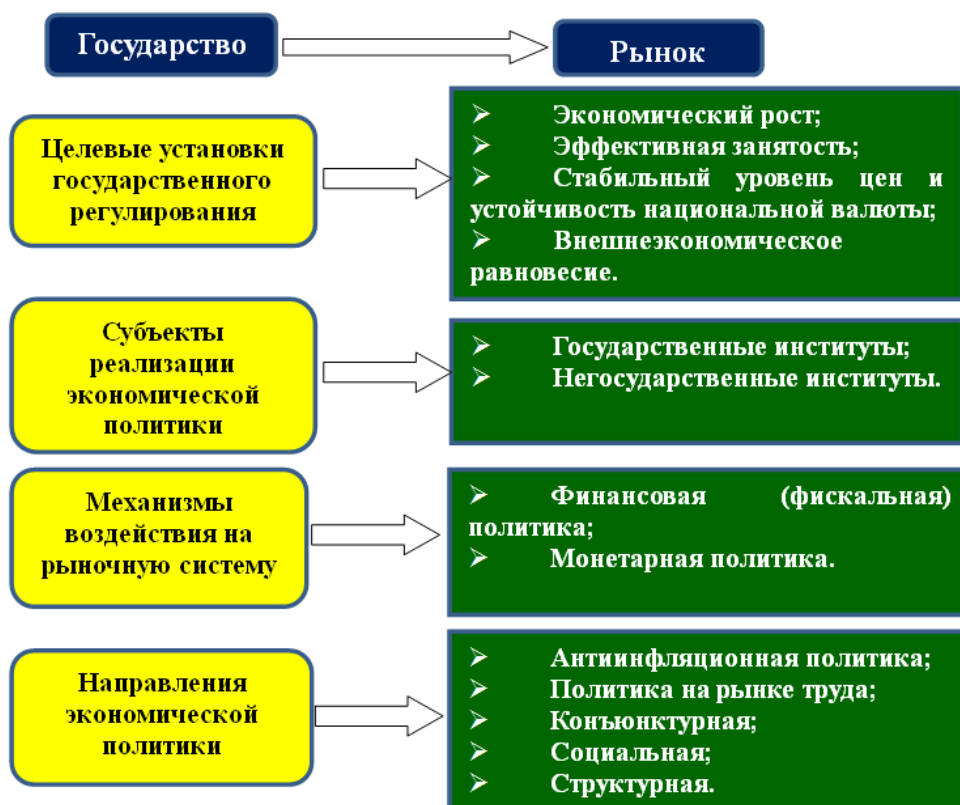 Государство
Рынок
Целевые установки
государственного
регулирования
➢ Экономический рост;
➢ Эффективная занятость;
➢ Стабильный уровень цен и
устойчивость национальной валюты;
➢ Внешнеэкономическое
равновесие.
Субъекты
реализации
экономической
политики
➢ Государственные институты;
➢ Негосударственные институты.
Механизмы
воздействия на
рыночную систему
➢ Финансовая (фискальная)
политика;
➢ Монетарная политика.
Направления
экономической
политики
➢ Антиинфляционная политика;
➢ Политика на рынке труда;
➢ Конъюнктурная;
➢ Социальная;
➢ Структурная.